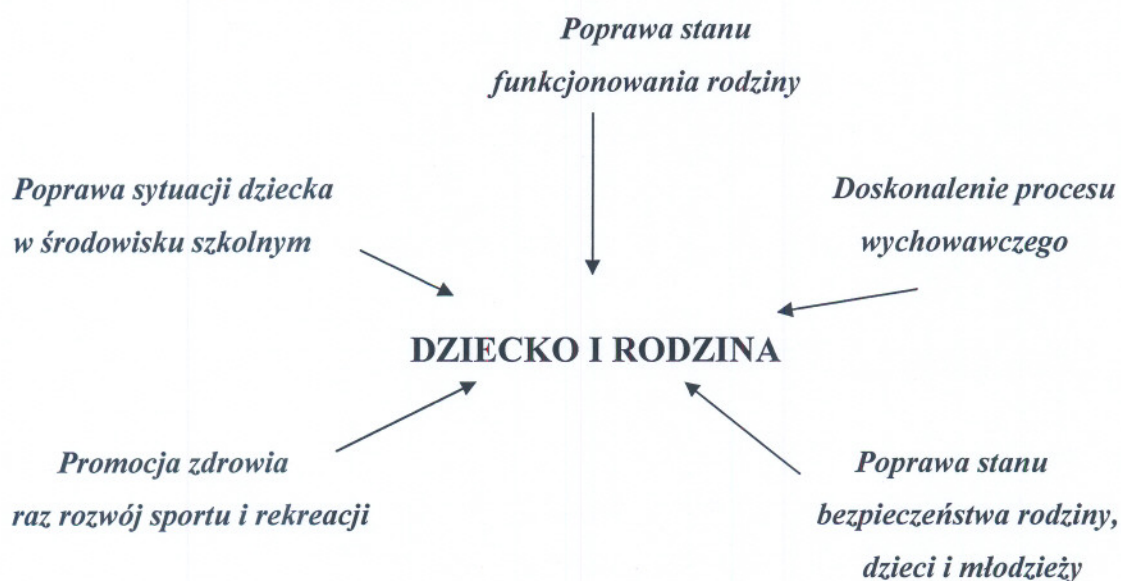 Poprawa stanu
funkcjonowania rodziny
Poprawa sytuacji dziecka
w środowisku szkolnym
Doskonalenie procesu
wychowawczego
DZIECKO I RODZINA
Promocja zdrowia
raz rozwój sportu i rekreacji
Poprawa stanu
bezpieczeństwa rodziny,
dzieci i młodzieży